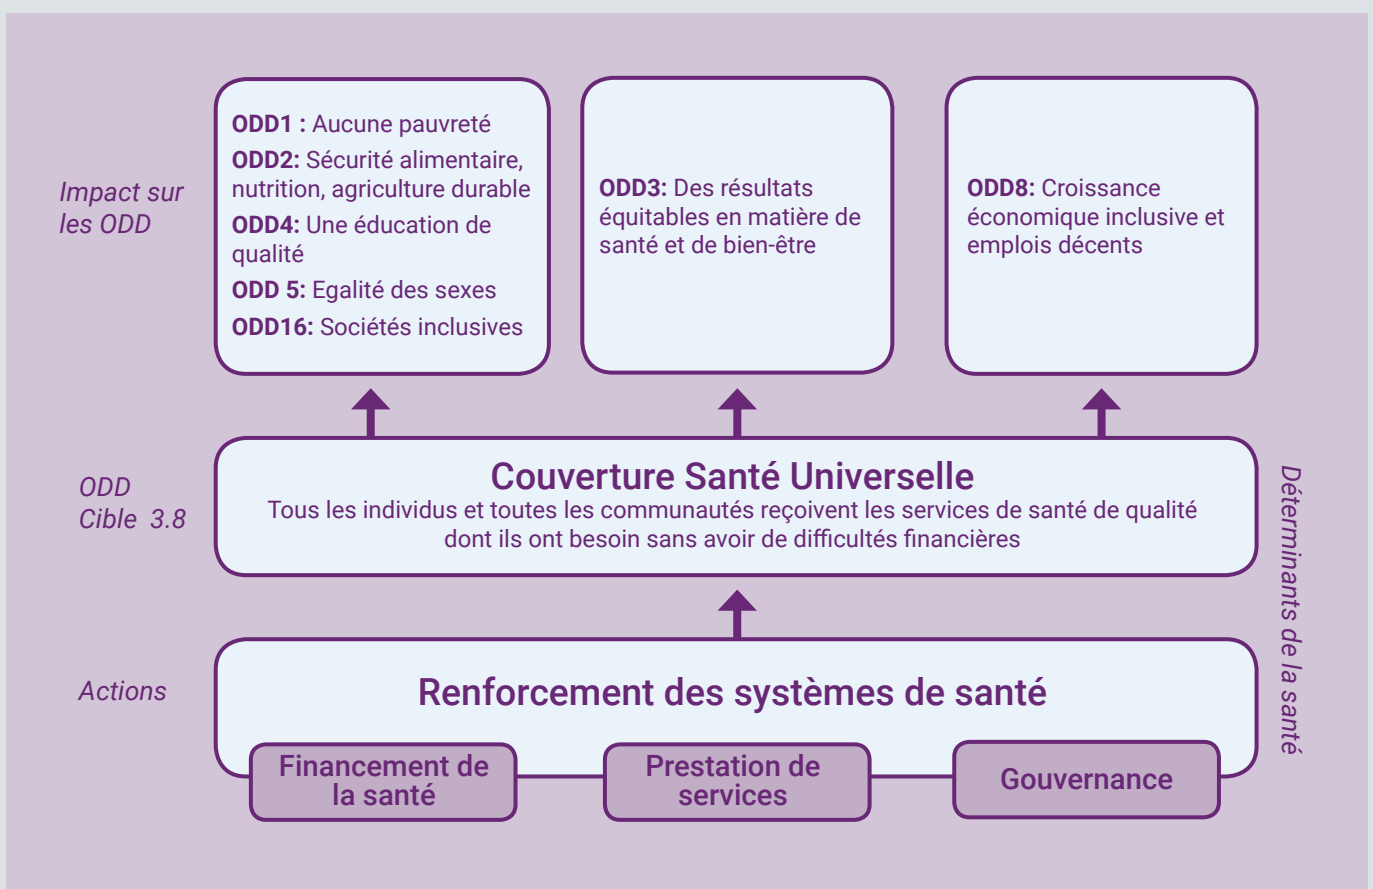 Impact sur
les ODD
ODD1 : Aucune pauvreté
ODD2: Sécurité alimentaire,
nutrition, agriculture durable
ODD4: Une éducation de
qualité
ODD 5: Egalité des sexes
ODD16: Sociétés inclusives
ODD3: Des résultats
équitables en matière de
santé et de bien-être
ODD8: Croissance
économique inclusive et
emplois décents
ODD
Cible 3.8
Couverture Santé Universelle
Tous les individus et toutes les communautés reçoivent les services de santé de qualité
dont ils ont besoin sans avoir de difficultés financières
Déterminants de la santé
Actions
Renforcement des systèmes de santé
Financement de
la santé
Prestation de
services
Gouvernance